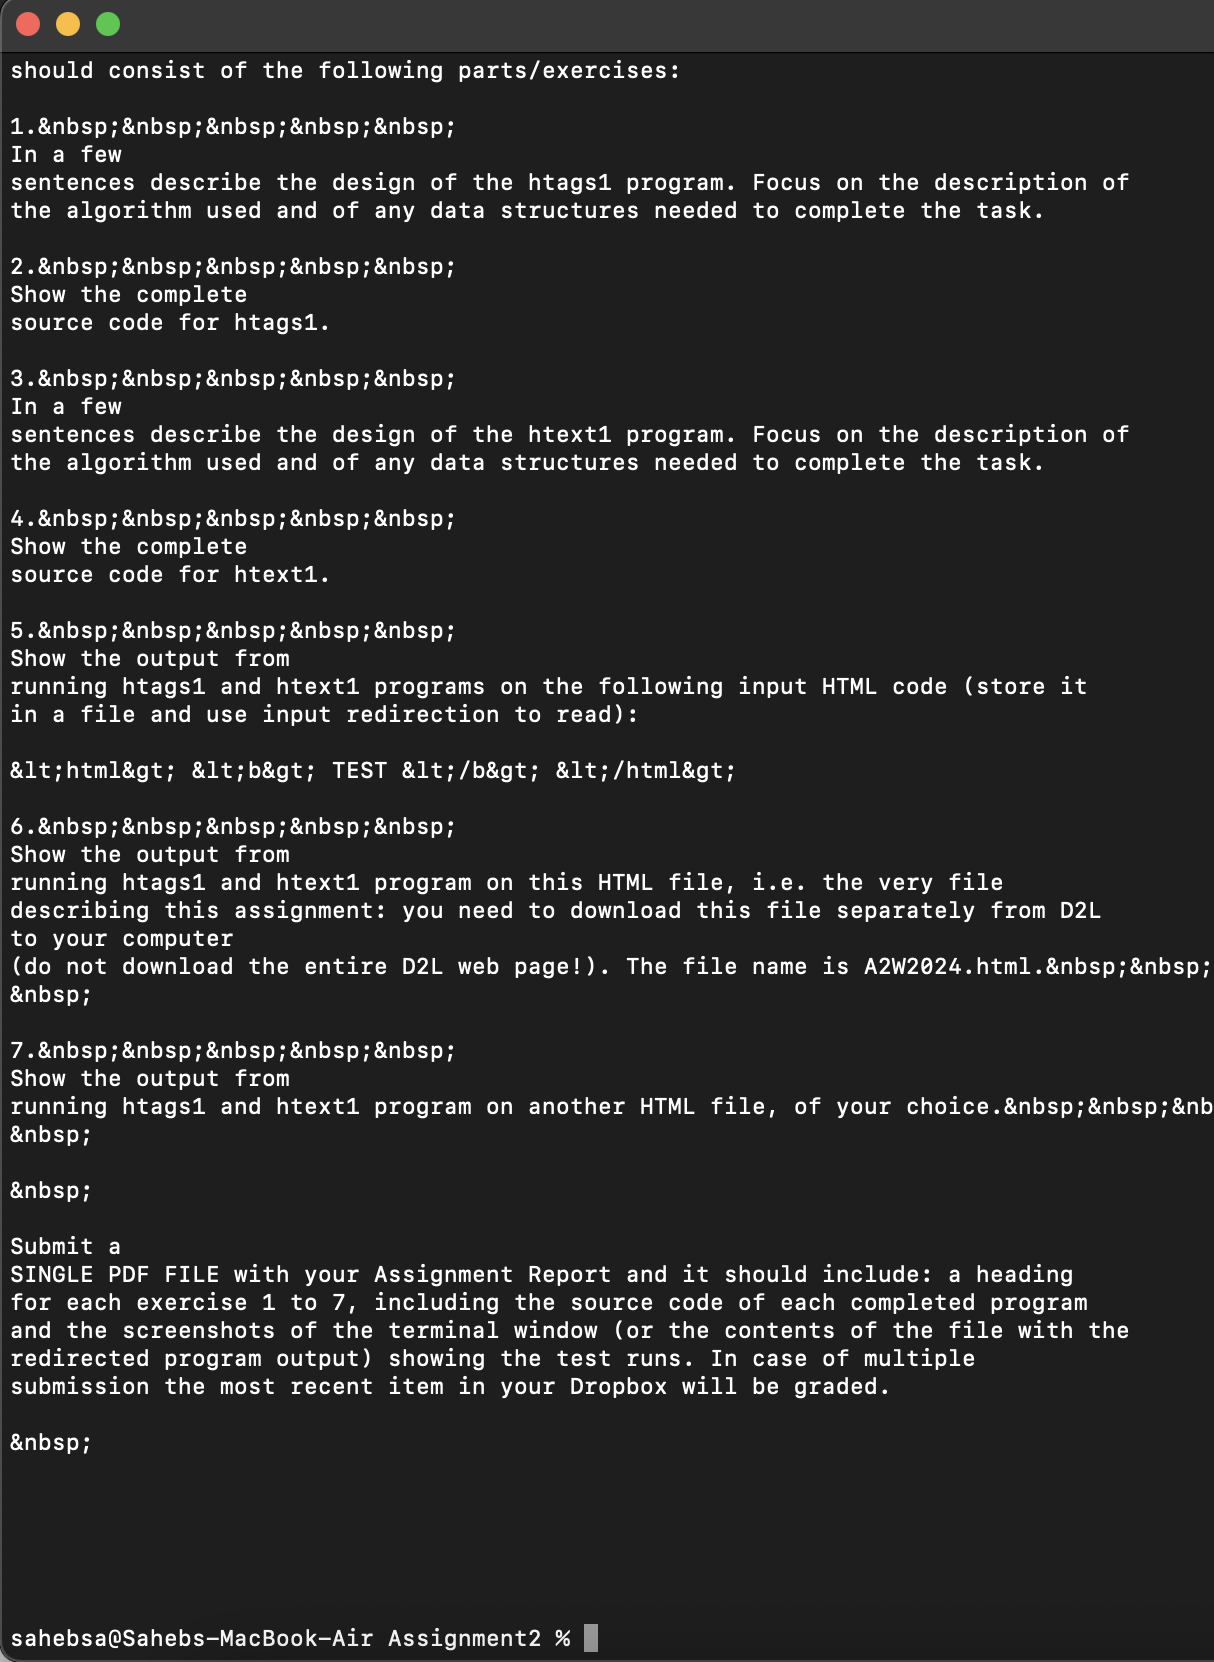 should consist of the following parts/exercises:
1.&nbsp;&nbsp;&nbsp;&nbsp;&nbsp;
In a few
sentences describe the design of the htags1 program. Focus on the description of
the algorithm used and of any data structures needed to complete the task.
2.&nbsp;&nbsp;&nbsp;&nbsp;&nbsp;
Show the complete
source code for htags1.
3.&nbsp;&nbsp;&nbsp;&nbsp;&nbsp;
In a few
sentences describe the design of the htext1 program. Focus on the description of
the algorithm used and of any data structures needed to complete the task.
4.&nbsp;&nbsp;&nbsp;&nbsp;&nbsp;
Show the complete
source code for htext1.
5.&nbsp;&nbsp;&nbsp;&nbsp;&nbsp;
Show the output from
running htags1 and htext1 programs on the following input HTML code (store it
in a file and use input redirection to read):
&lt;html&gt; &lt;b&gt; TEST &lt;/b&gt; &lt;/html&gt;
6.&nbsp;&nbsp;&nbsp;&nbsp;&nbsp;
Show the output from
running htags1 and htext1 program on this HTML file, i.e. the very file
describing this assignment: you need to download this file separately from D2L
to your computer
(do not download the entire D2L web page!). The file name is A2W2024.html.&nbsp;&nbsp;
&nbsp;
7.&nbsp;&nbsp;&nbsp;&nbsp;&nbsp;
Show the output from
running htags1 and htext1 program on another HTML file, of your choice.&nbsp;&nbsp;&nb
&nbsp;
&nbsp;
Submit a
SINGLE PDF FILE with your Assignment Report and it should include: a heading
for each exercise 1 to 7, including the source code of each completed program
and the screenshots of the terminal window (or the contents of the file with the
redirected program output) showing the test runs. In case of multiple
submission the most recent item in your Dropbox will be graded.
&nbsp;
sahebsa@Sahebs-MacBook-Air Assignment2 %